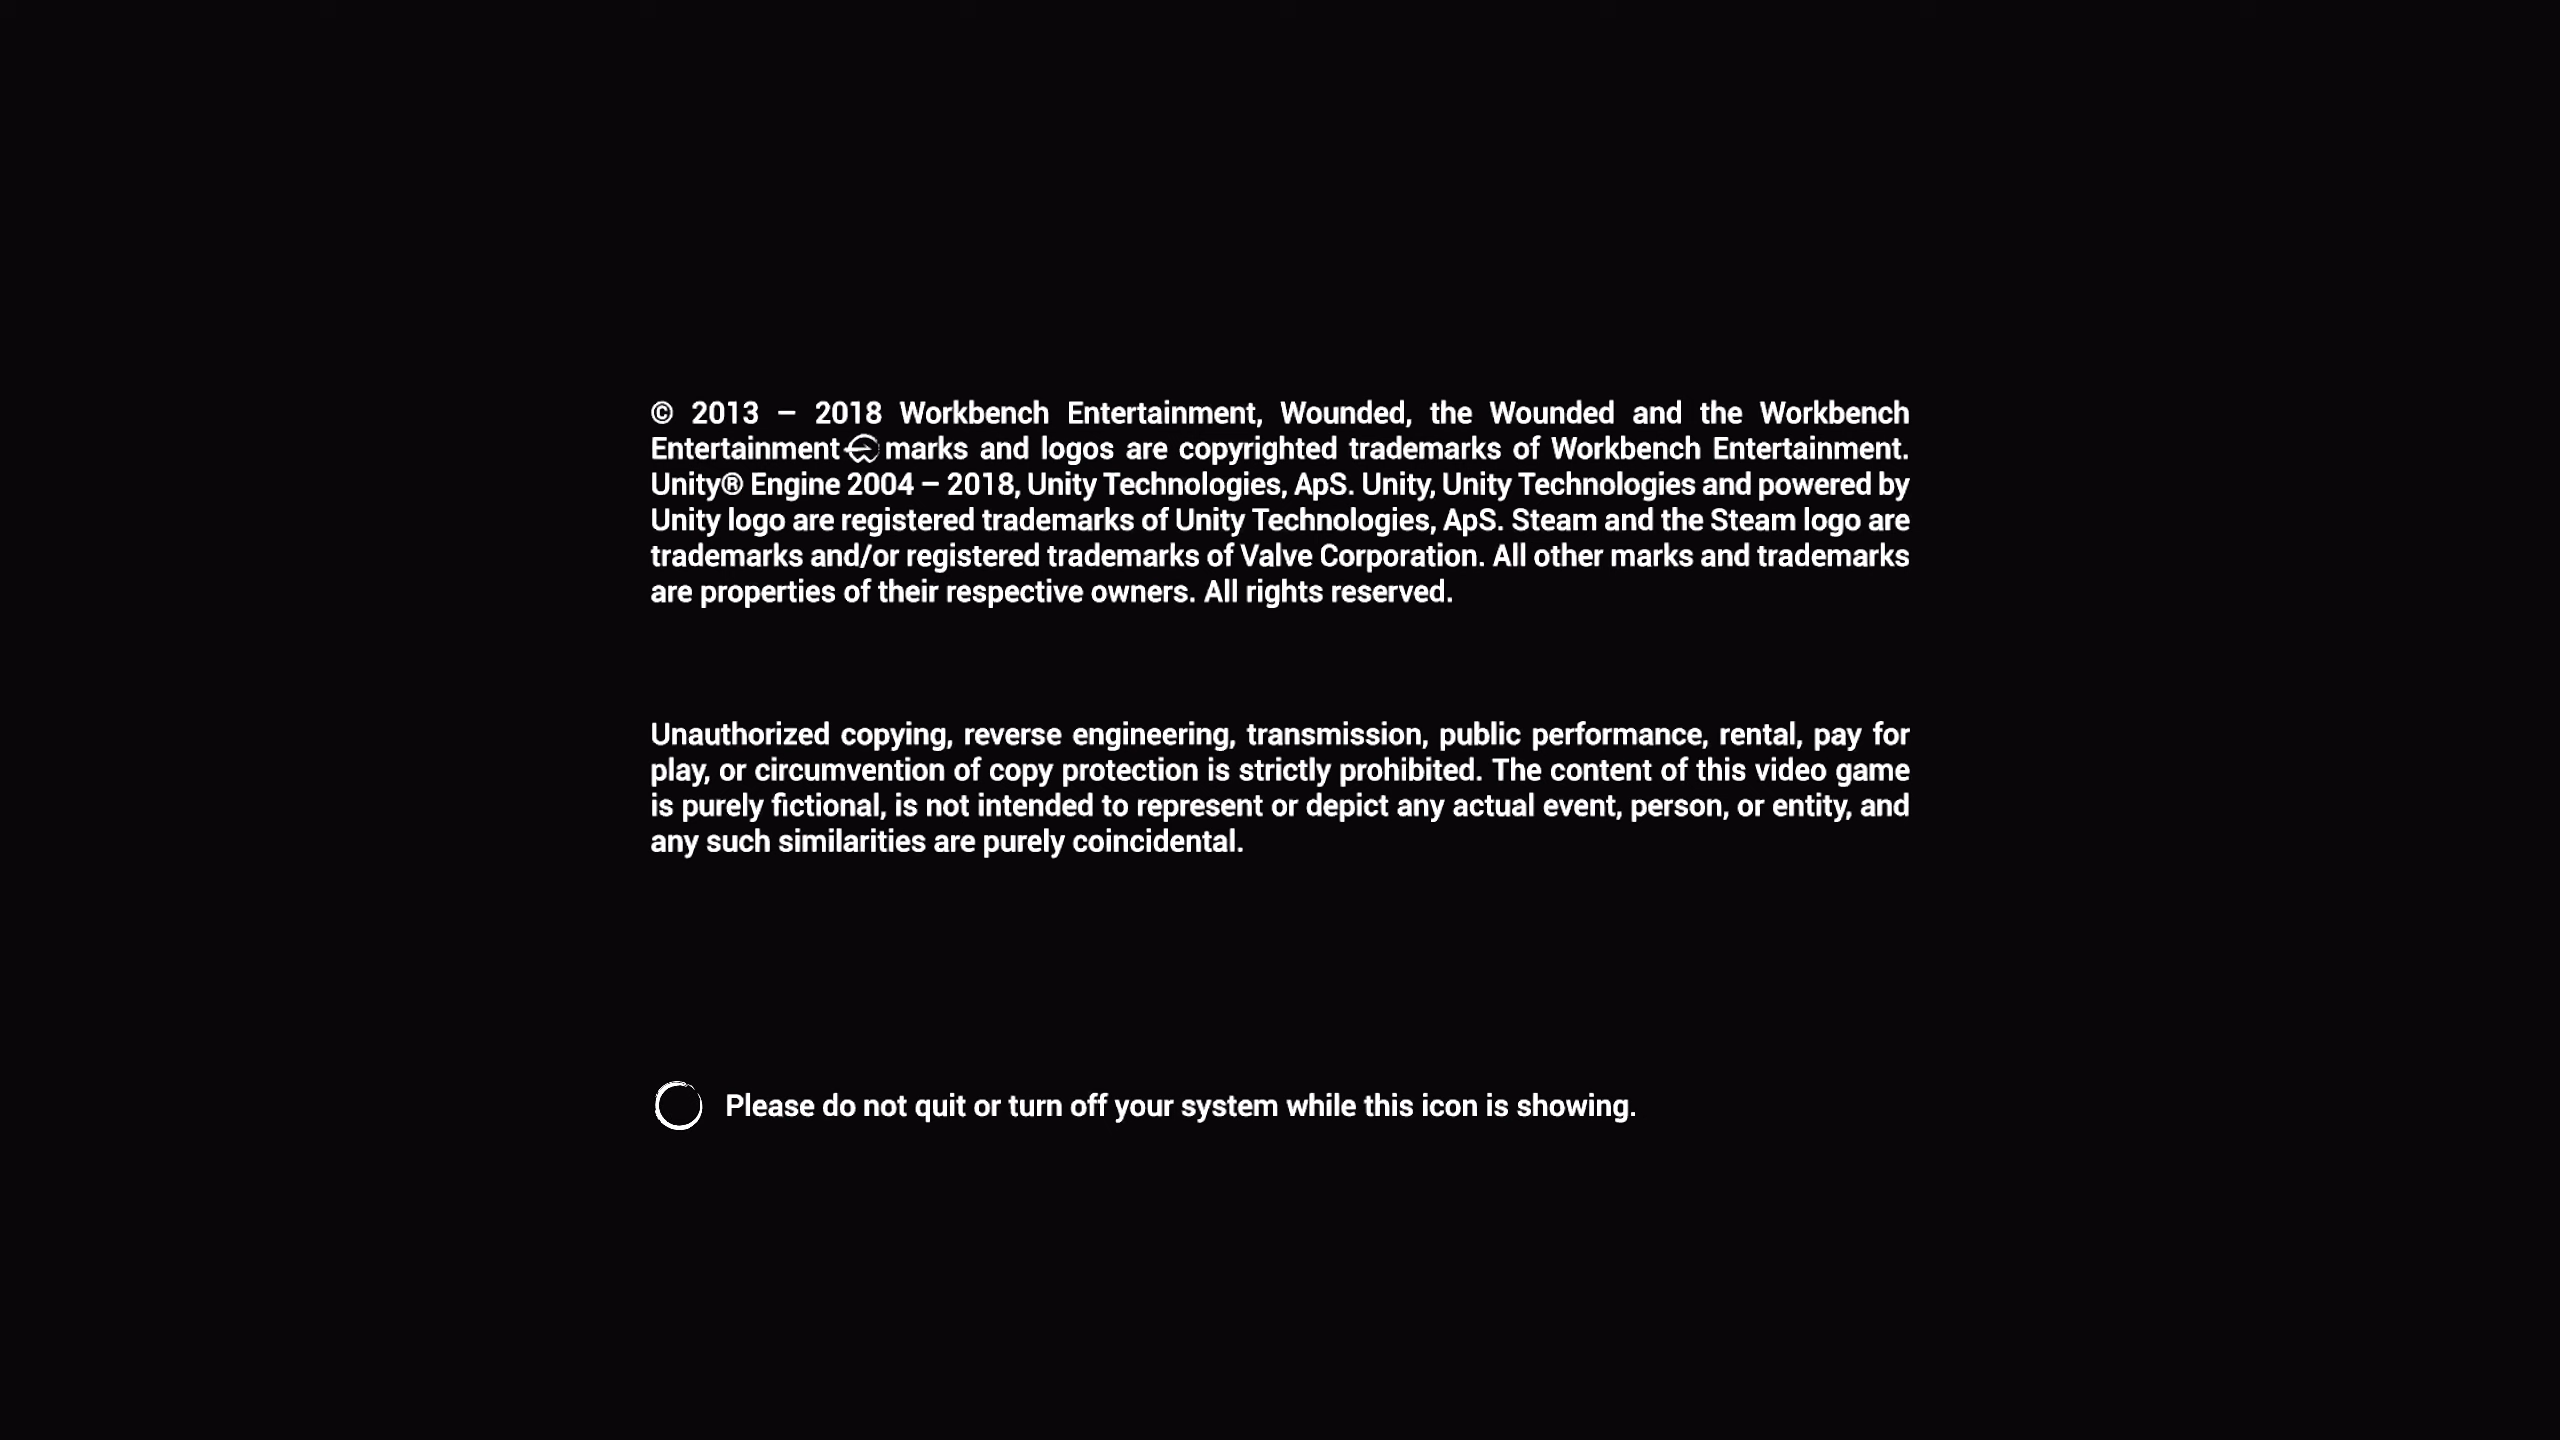 © 2013 – 2018 Workbench Entertainment, Wounded, the Wounded and the Workbench
Entertainment marks and logos are copyrighted trademarks of Workbench Entertainment.
Unity® Engine 2004 – 2018, Unity Technologies, ApS. Unity, Unity Technologies and powered by
Unity logo are registered trademarks of Unity Technologies, ApS. Steam and the Steam logo are
trademarks and/or registered trademarks of Valve Corporation. All other marks and trademarks
are properties of their respective owners. All rights reserved.
Unauthorized copying, reverse engineering, transmission, public performance, rental, pay for
play, or circumvention of copy protection is strictly prohibited. The content of this video game
is purely fictional, is not intended to represent or depict any actual event, person, or entity, and
any such similarities are purely coincidental.
Please do not quit or turn off your system while this icon is showing.